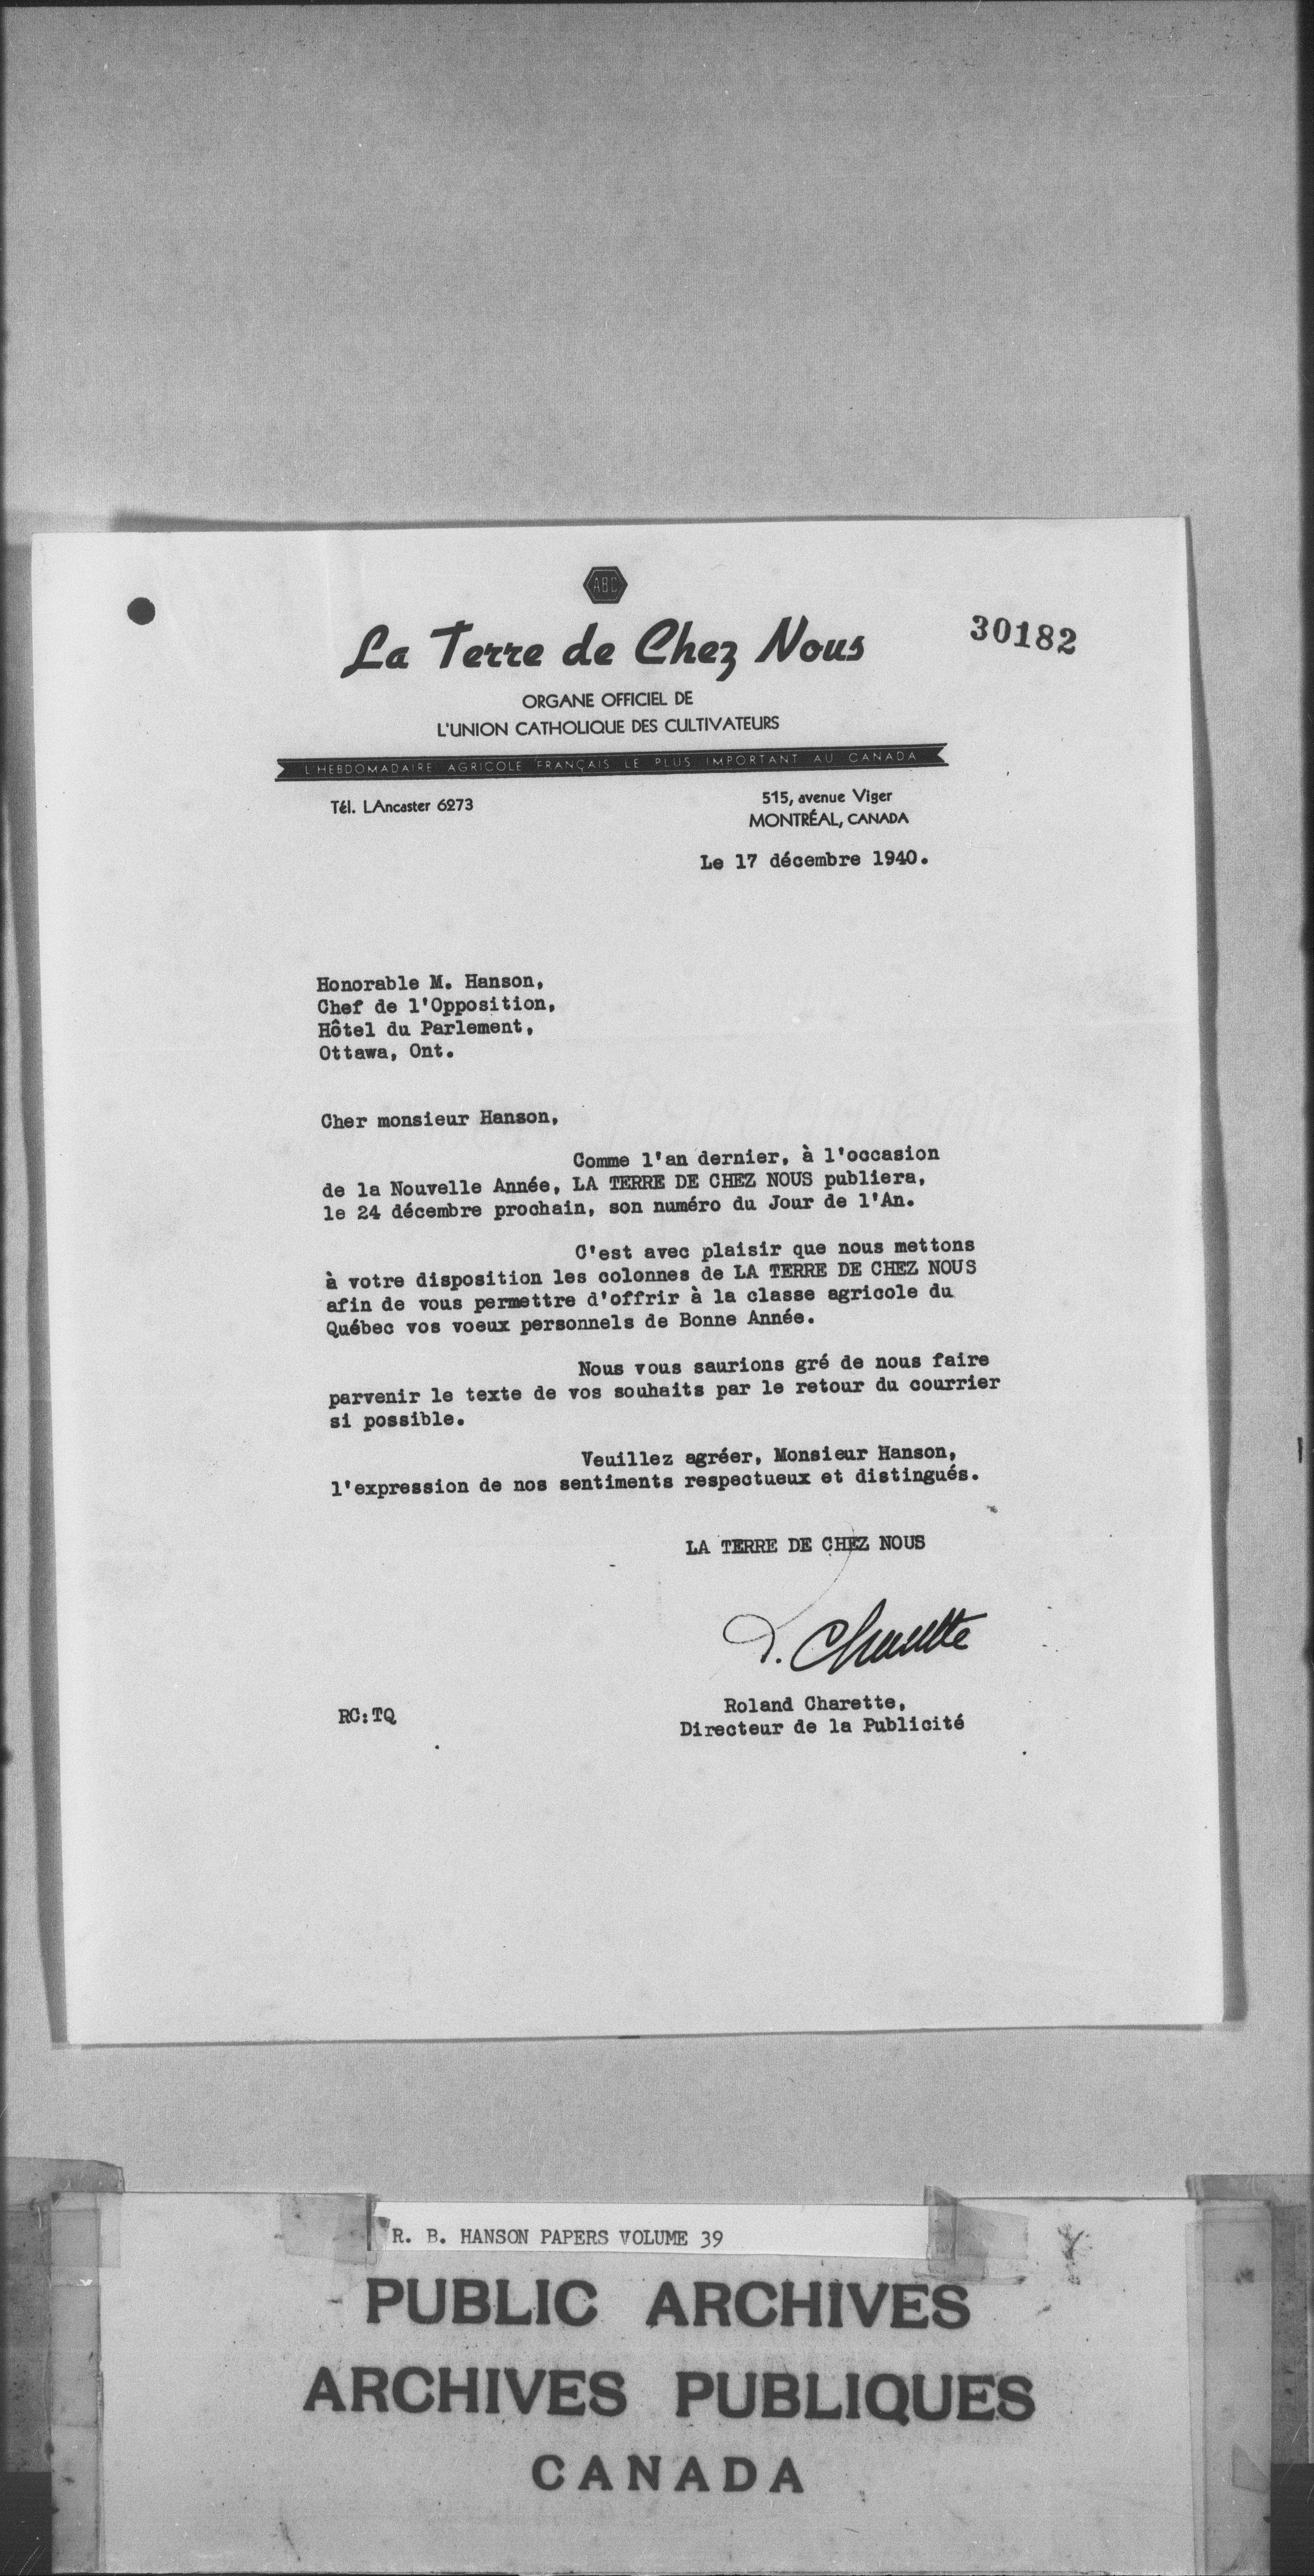 ABC
La Terre de Chez Nous
30182
ORGANE OFFICIEL DE
L'UNION CATHOLIQUE DES CULTIVATEURS
L'HEBDOMADAIRE AGRICOLE FRANÇAIS LE PLUS IMPORTANT AU CANADA
Tél. LAncaster 6273
515, avenue Viger
MONTRÉAL, CANADA
Le 17 décembre 1940.
Honorable M. Hanson,
Chef de l'Opposition,
Hôtel du Parlement,
Ottawa, Ont.
Cher monsieur Hanson,
Comme l'an dernier, à l'occasion
de la Nouvelle Année, LA TERRE DE CHEZ NOUS publiera,
le 24 décembre prochain, son numéro du Jour de l'An.
C'est avec plaisir que nous mettons
à votre disposition les colonnes de LA TERRE DE CHEZ NOUS
afin de vous permettre d'offrir à la classe agricole du
Québec vos voeux personnels de Bonne Année.
Nous vous saurions gré de nous faire
parvenir le texte de vos souhaits par le retour du courrier
si possible.
Veuillez agréer, Monsieur Hanson,
l'expression de nos sentiments respectueux et distingués.
LA TERRE DE CHEZ NOUS
R. Charette
Roland Charette,
RC:TQ
Directeur de la Publicité
R. B. HANSON PAPERS VOLUME 39
PUBLIC ARCHIVES
ARCHIVES PUBLIQUES
CANADA